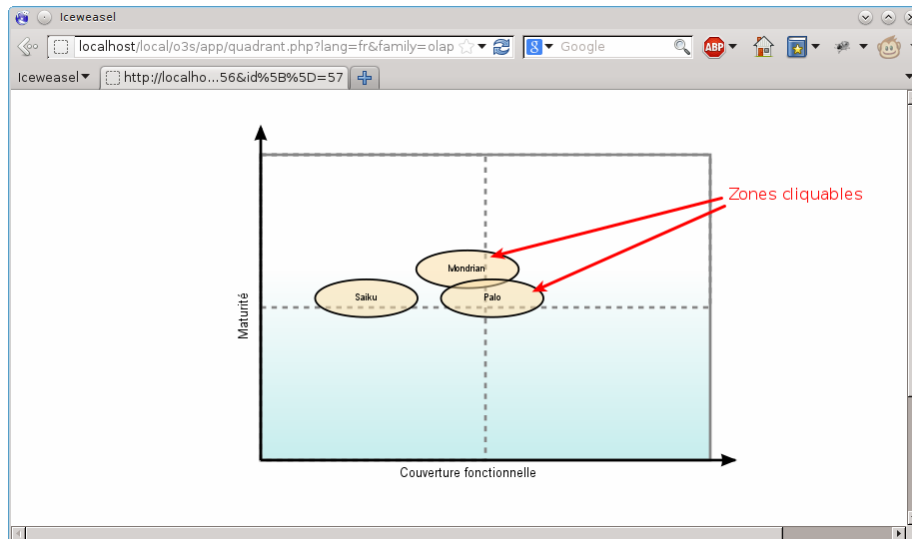 Iceweasel
localhost/local/o3s/app/quadrant.php?lang=fr&family=olap
Google
ABP
Iceweasel
http://localho...56&id%5B%5D=57
Zones cliquables
Mondrian
Saiku
Palo
Maturité
Couverture fonctionnelle